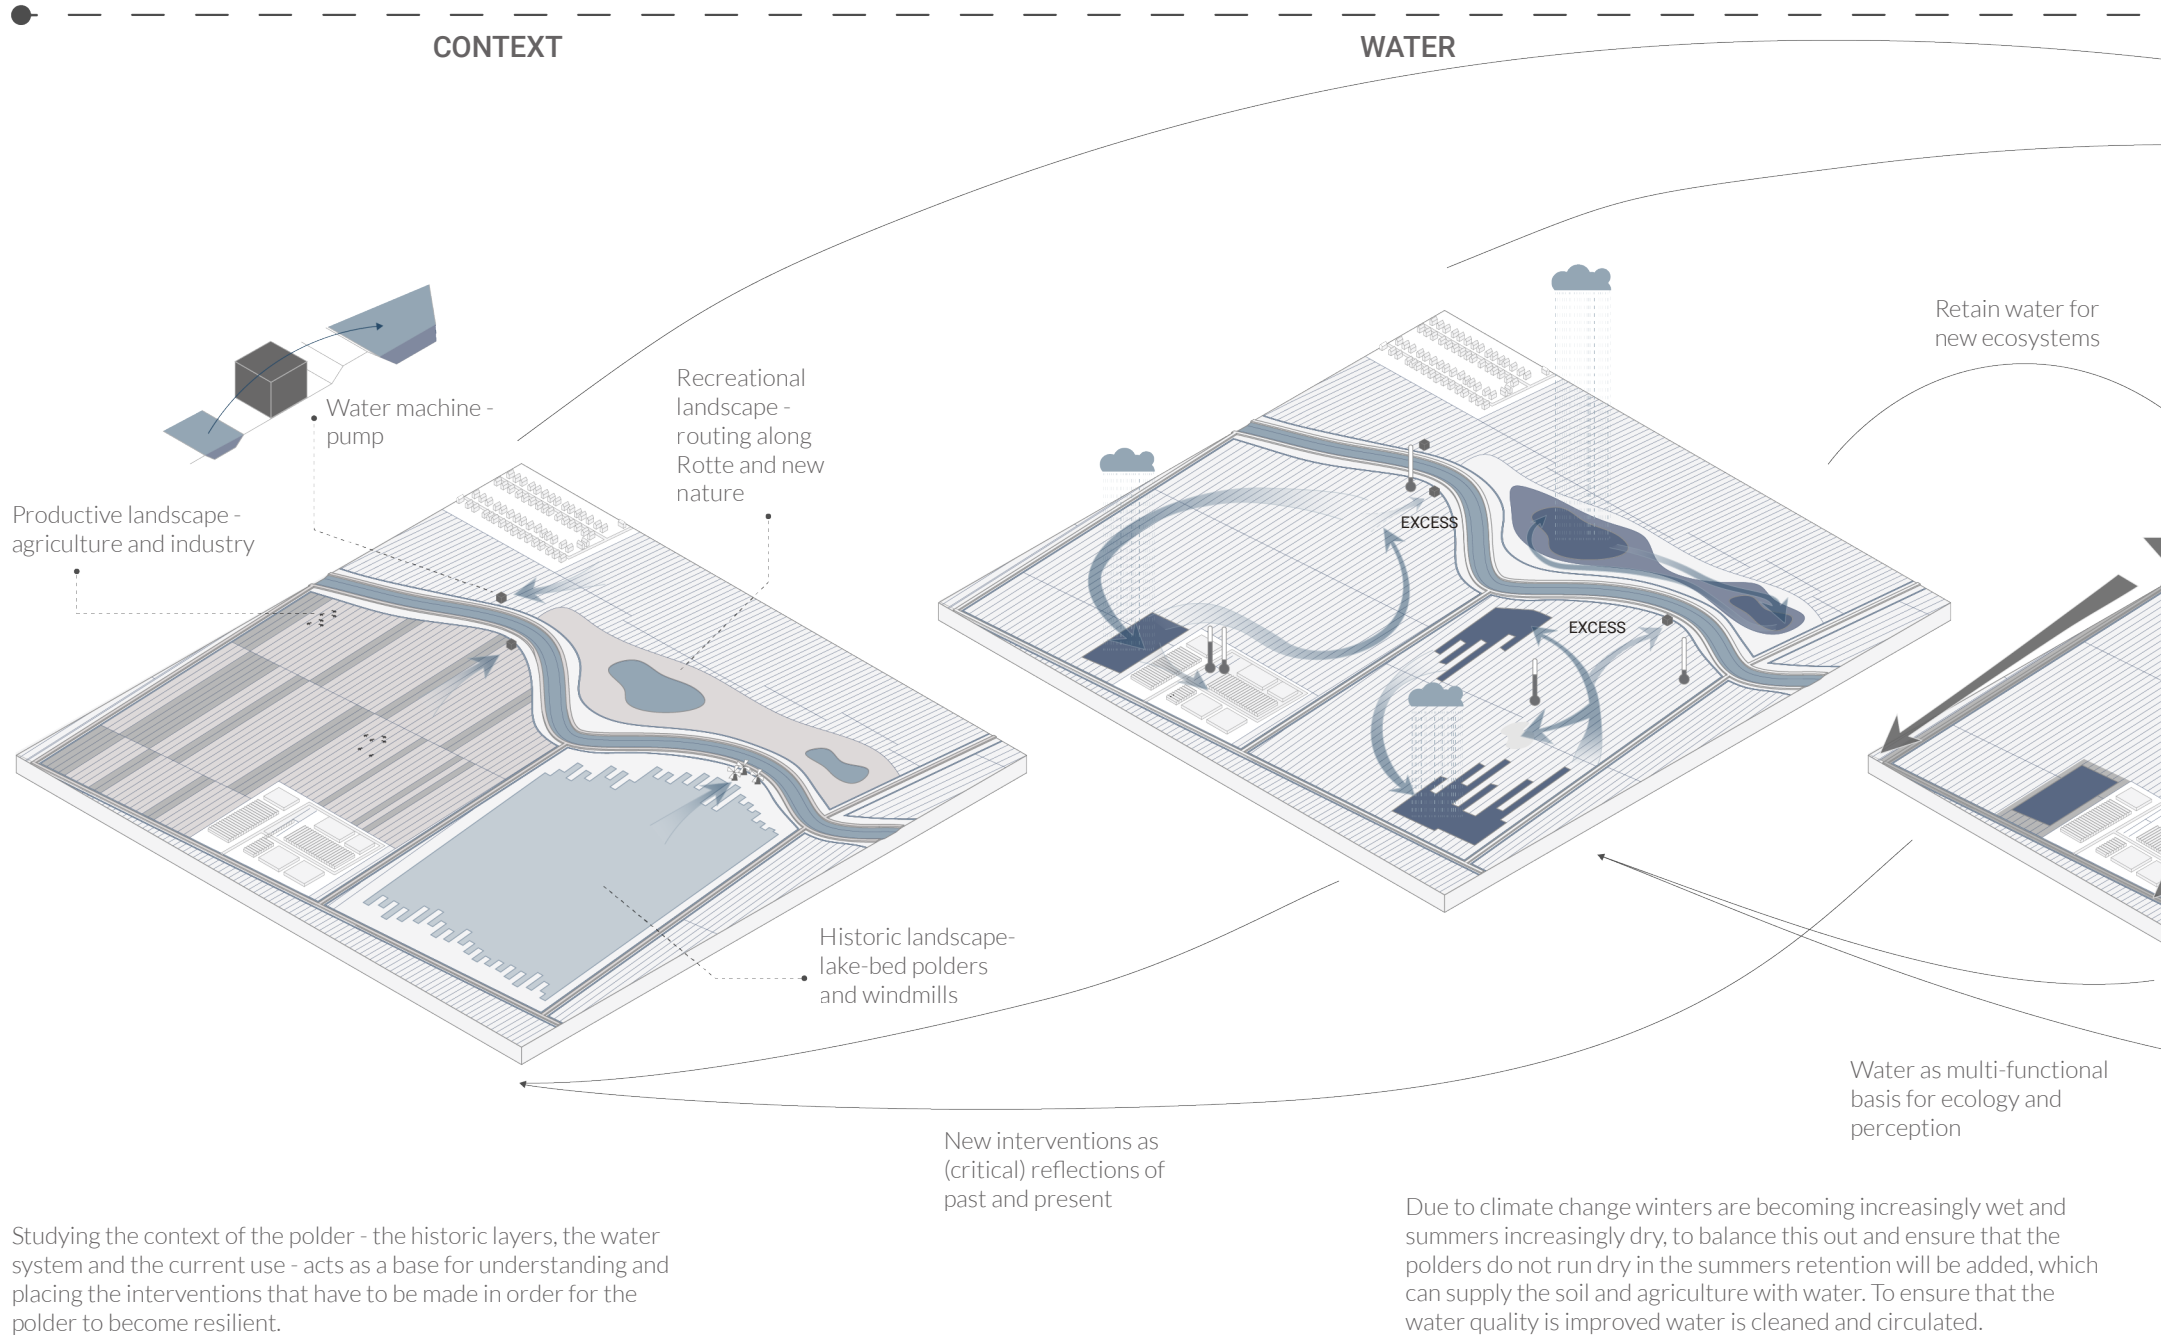 CONTEXT
WATER
Water machine -
pump
Recreational
landscape -
routing along
Rotte and new
nature
Productive landscape -
agriculture and industry
Historic landscape-
lake-bed polders
and windmills
EXCESS
EXCESS
Retain water for
new ecosystems
Water as multi-functional
basis for ecology and
perception
New interventions as
(critical) reflections of
past and present
Studying the context of the polder - the historic layers, the water
system and the current use - acts as a base for understanding and
placing the interventions that have to be made in order for the
polder to become resilient.
Due to climate change winters are becoming increasingly wet and
summers increasingly dry, to balance this out and ensure that the
polders do not run dry in the summers retention will be added, which
can supply the soil and agriculture with water. To ensure that the
water quality is improved water is cleaned and circulated.